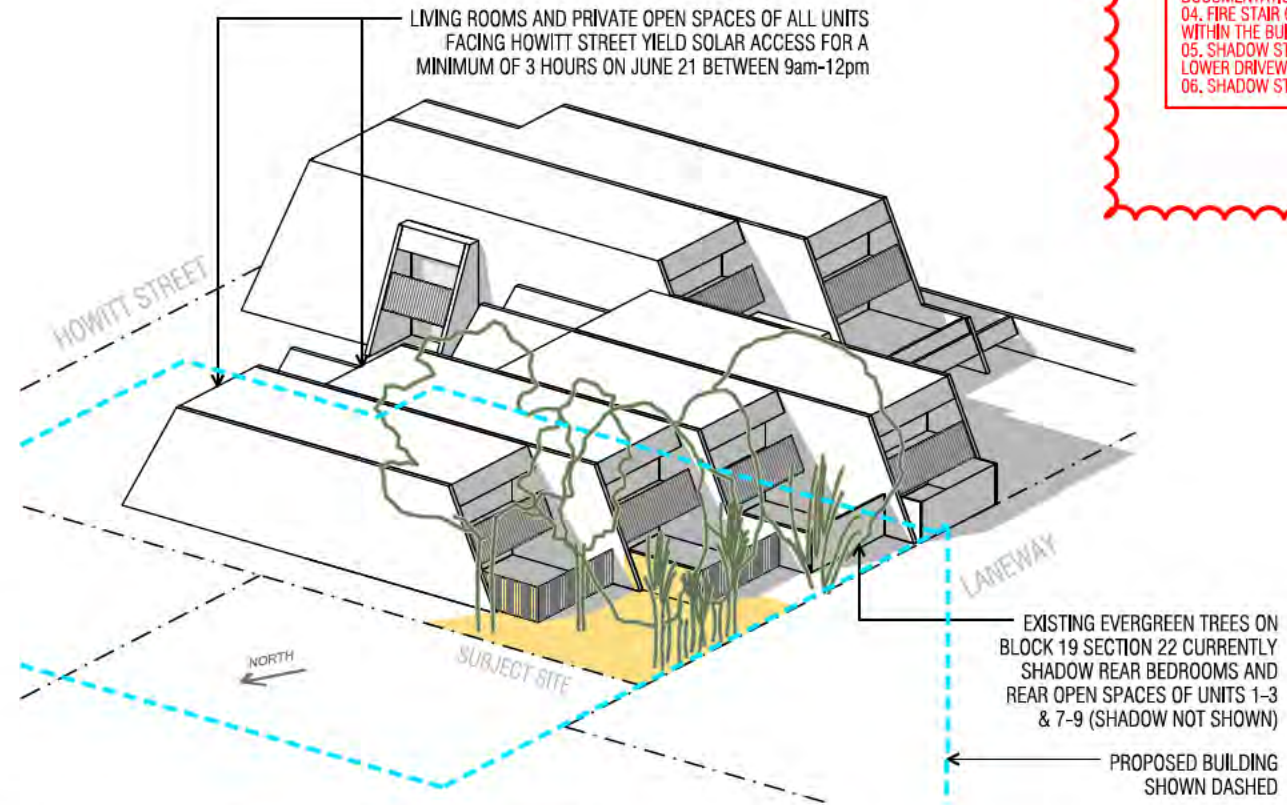 LIVING ROOMS AND PRIVATE OPEN SPACES OF ALL UNITS
FACING HOWITT STREET YIELD SOLAR ACCESS FOR A
MINIMUM OF 3 HOURS ON JUNE 21 BETWEEN 9am-12pm
04. FIRE STAIR
WITHIN THE
05. SHADOW
LOWER
06. SHADOW
HOWITT STREET
LANEWAY
NORTH
SUBJECT SITE
EXISTING EVERGREEN TREES ON
BLOCK 19 SECTION 22 CURRENTLY
SHADOW REAR BEDROOMS AND
REAR OPEN SPACES OF UNITS 1-3
& 7-9 (SHADOW NOT SHOWN)
PROPOSED BUILDING
SHOWN DASHED